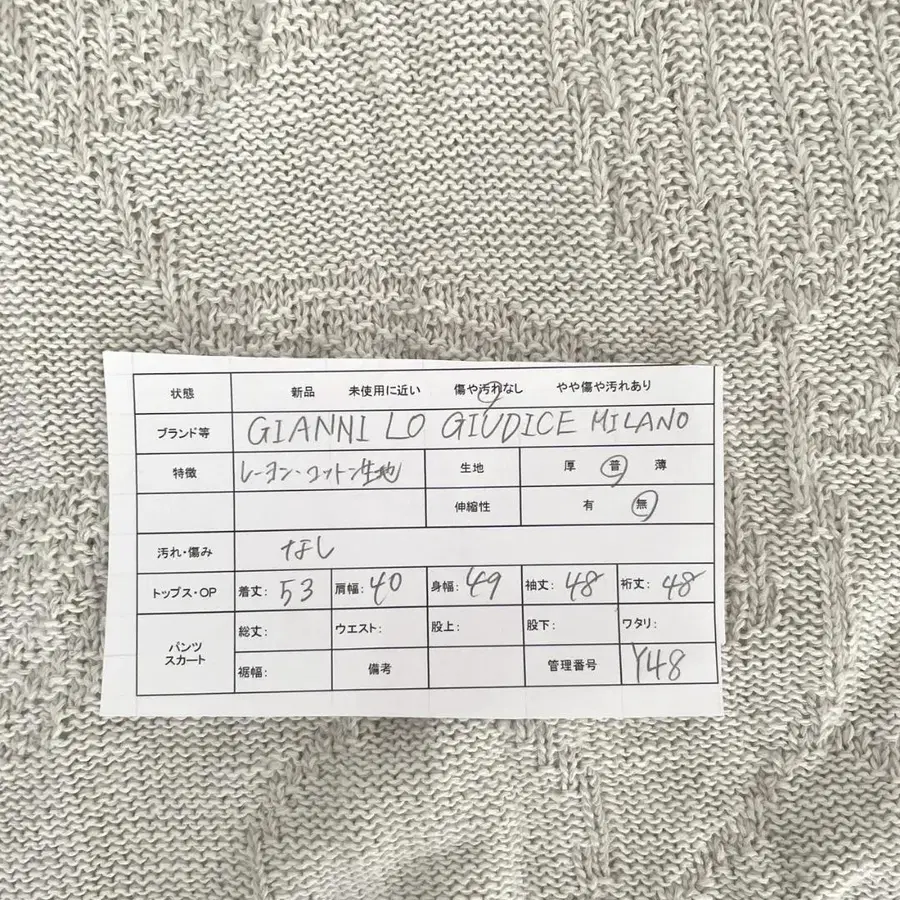 状態 新品 未使用に近い 傷や汚れなし やや傷や汚れあり
ブランド等 GIANNI LO GIUDICE MILANO
特徴 レーヨン・コットン生地 生地 厚 普 薄
伸縮性 有 無
汚れ・傷み なし
トップス・OP 着丈: 53 肩幅: 40 身幅: 49 袖丈: 48 裄丈: 48
パンツ スカート 総丈: ウエスト: 股上: 股下: ワタリ:
裾幅: 備考 管理番号 Y48